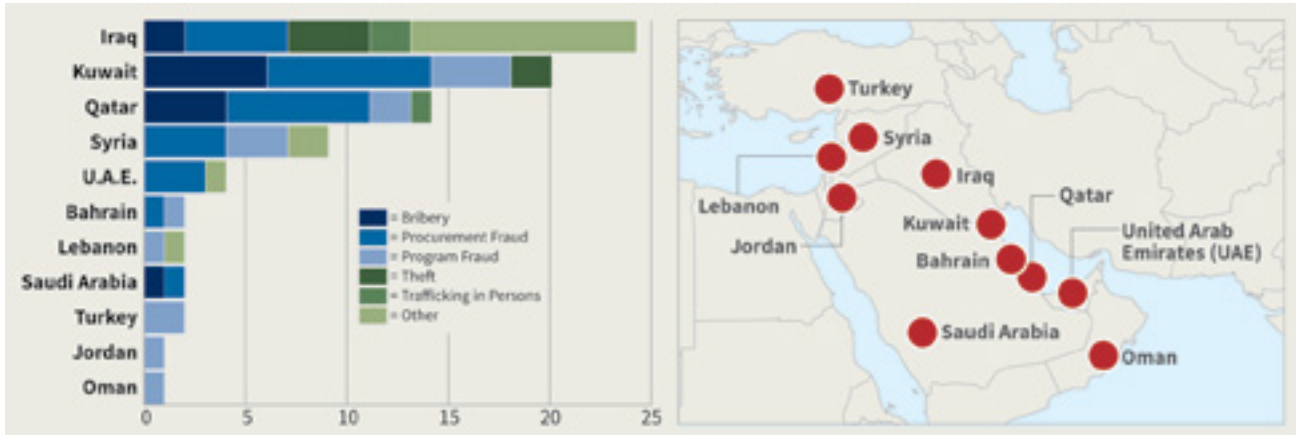 Iraq
Kuwait
Qatar
Syria
U.A.E.
Bahrain
Lebanon
Saudi Arabia
Turkey
Jordan
Oman
0 5 10 15 20 25
= Bribery
= Procurement Fraud
= Program Fraud
= Theft
= Trafficking in Persons
= Other
Turkey
Syria
Iraq
Lebanon
Jordan
Qatar
Kuwait
Bahrain
United Arab
Emirates (UAE)
Saudi Arabia
Oman